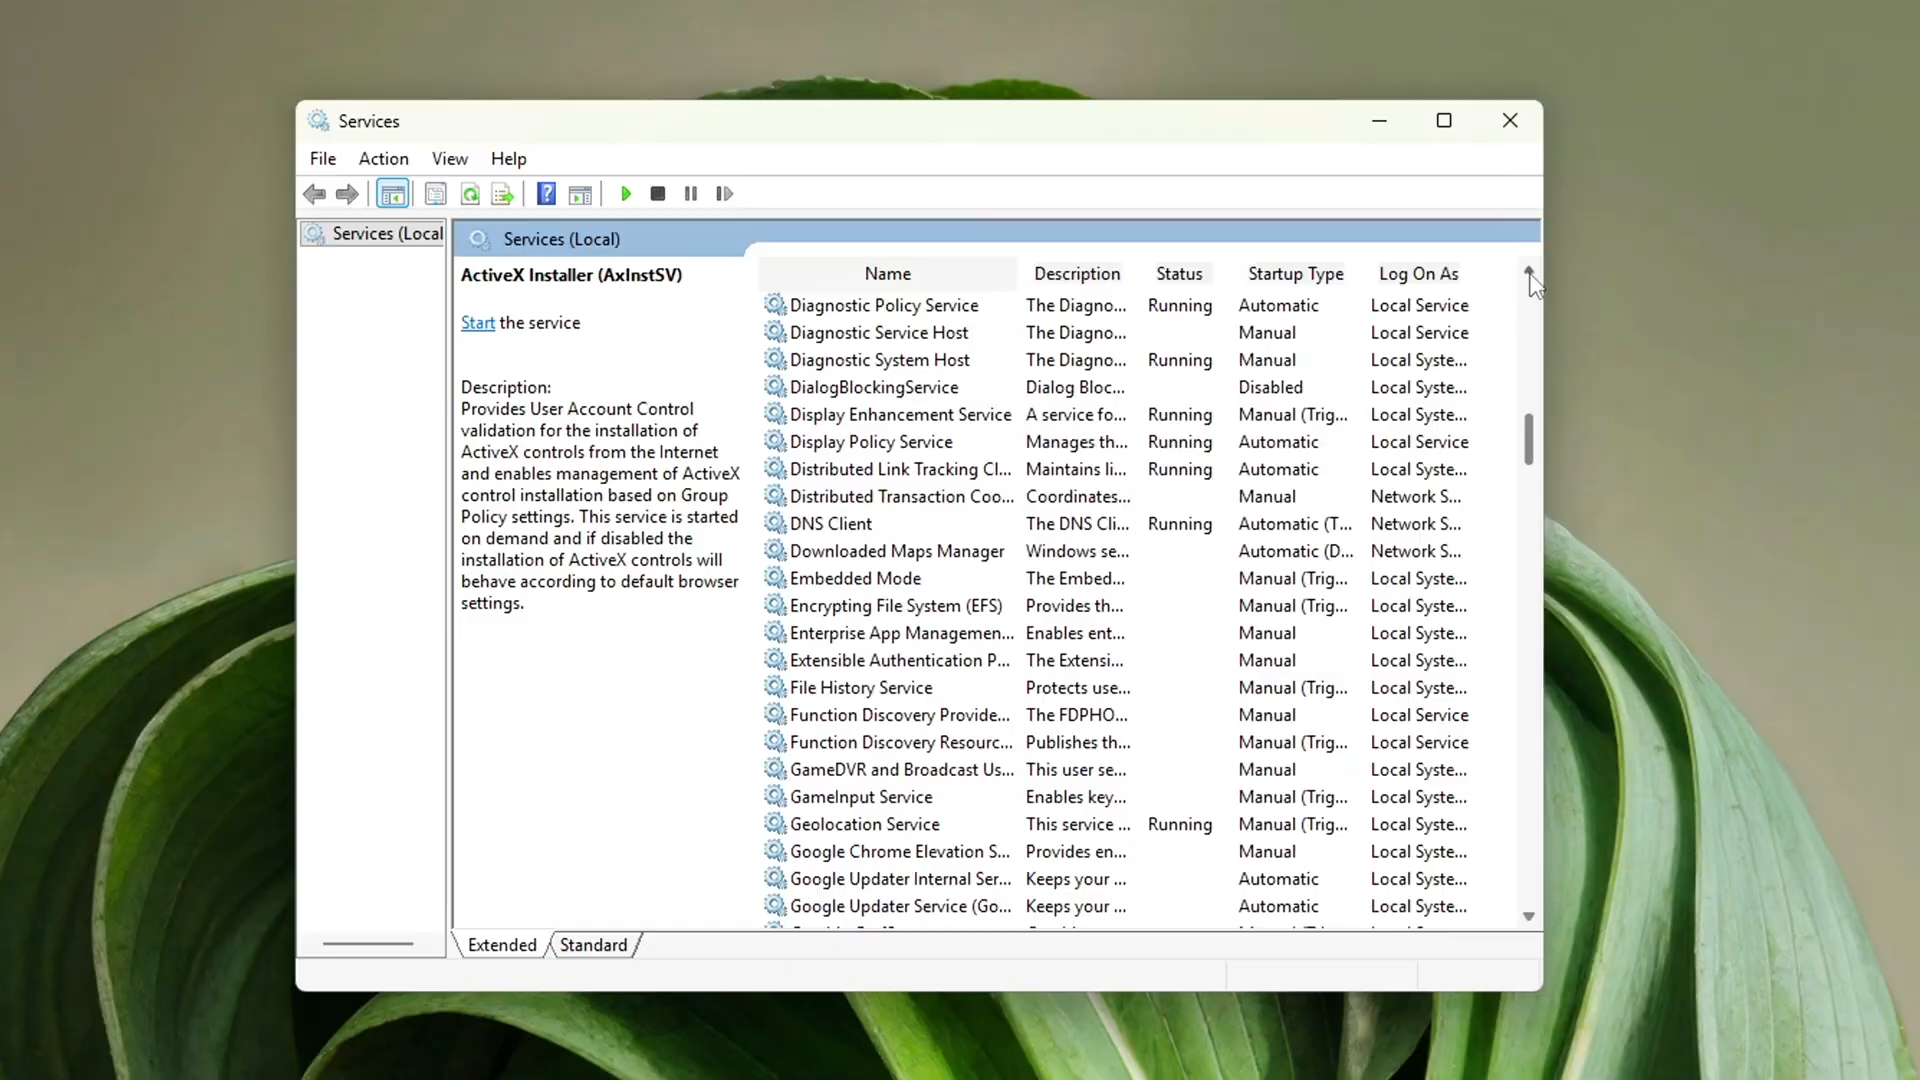 Services
File Action View Help
Services (Local
Services (Local)
ActiveX Installer (AxInstSV)
Start the service
Description:
Provides User Account Control
validation for the installation of
ActiveX controls from the Internet
and enables management of ActiveX
control installation based on Group
Policy settings. This service is started
on demand and if disabled the
installation of ActiveX controls will
behave according to default browser
settings.
Name Description Status Startup Type Log On As
Diagnostic Policy Service The Diagno... Running Automatic Local Service
Diagnostic Service Host The Diagno... Manual Local Service
Diagnostic System Host The Diagno... Running Manual Local Syste...
DialogBlockingService Dialog Bloc... Disabled Local Syste...
Display Enhancement Service A service fo... Running Manual (Trig... Local Syste...
Display Policy Service Manages th... Running Automatic Local Service
Distributed Link Tracking Cl... Maintains li... Running Automatic Local Syste...
Distributed Transaction Coo... Coordinates... Manual Network S...
DNS Client The DNS Cli... Running Automatic (T... Network S...
Downloaded Maps Manager Windows se... Automatic (D... Network S...
Embedded Mode The Embed... Manual (Trig... Local Syste...
Encrypting File System (EFS) Provides th... Manual (Trig... Local Syste...
Enterprise App Managemen... Enables ent... Manual Local Syste...
Extensible Authentication P... The Extensi... Manual Local Syste...
File History Service Protects use... Manual (Trig... Local Syste...
Function Discovery Provide... The FDPHO... Manual Local Service
Function Discovery Resourc... Publishes th... Manual (Trig... Local Service
GameDVR and Broadcast Us... This user se... Manual Local Syste...
GameInput Service Enables key... Manual (Trig... Local Syste...
Geolocation Service This service ... Running Manual (Trig... Local Syste...
Google Chrome Elevation S... Provides en... Manual Local Syste...
Google Updater Internal Ser... Keeps your ... Automatic Local Syste...
Google Updater Service (Go... Keeps your ... Automatic Local Syste...
Extended Standard